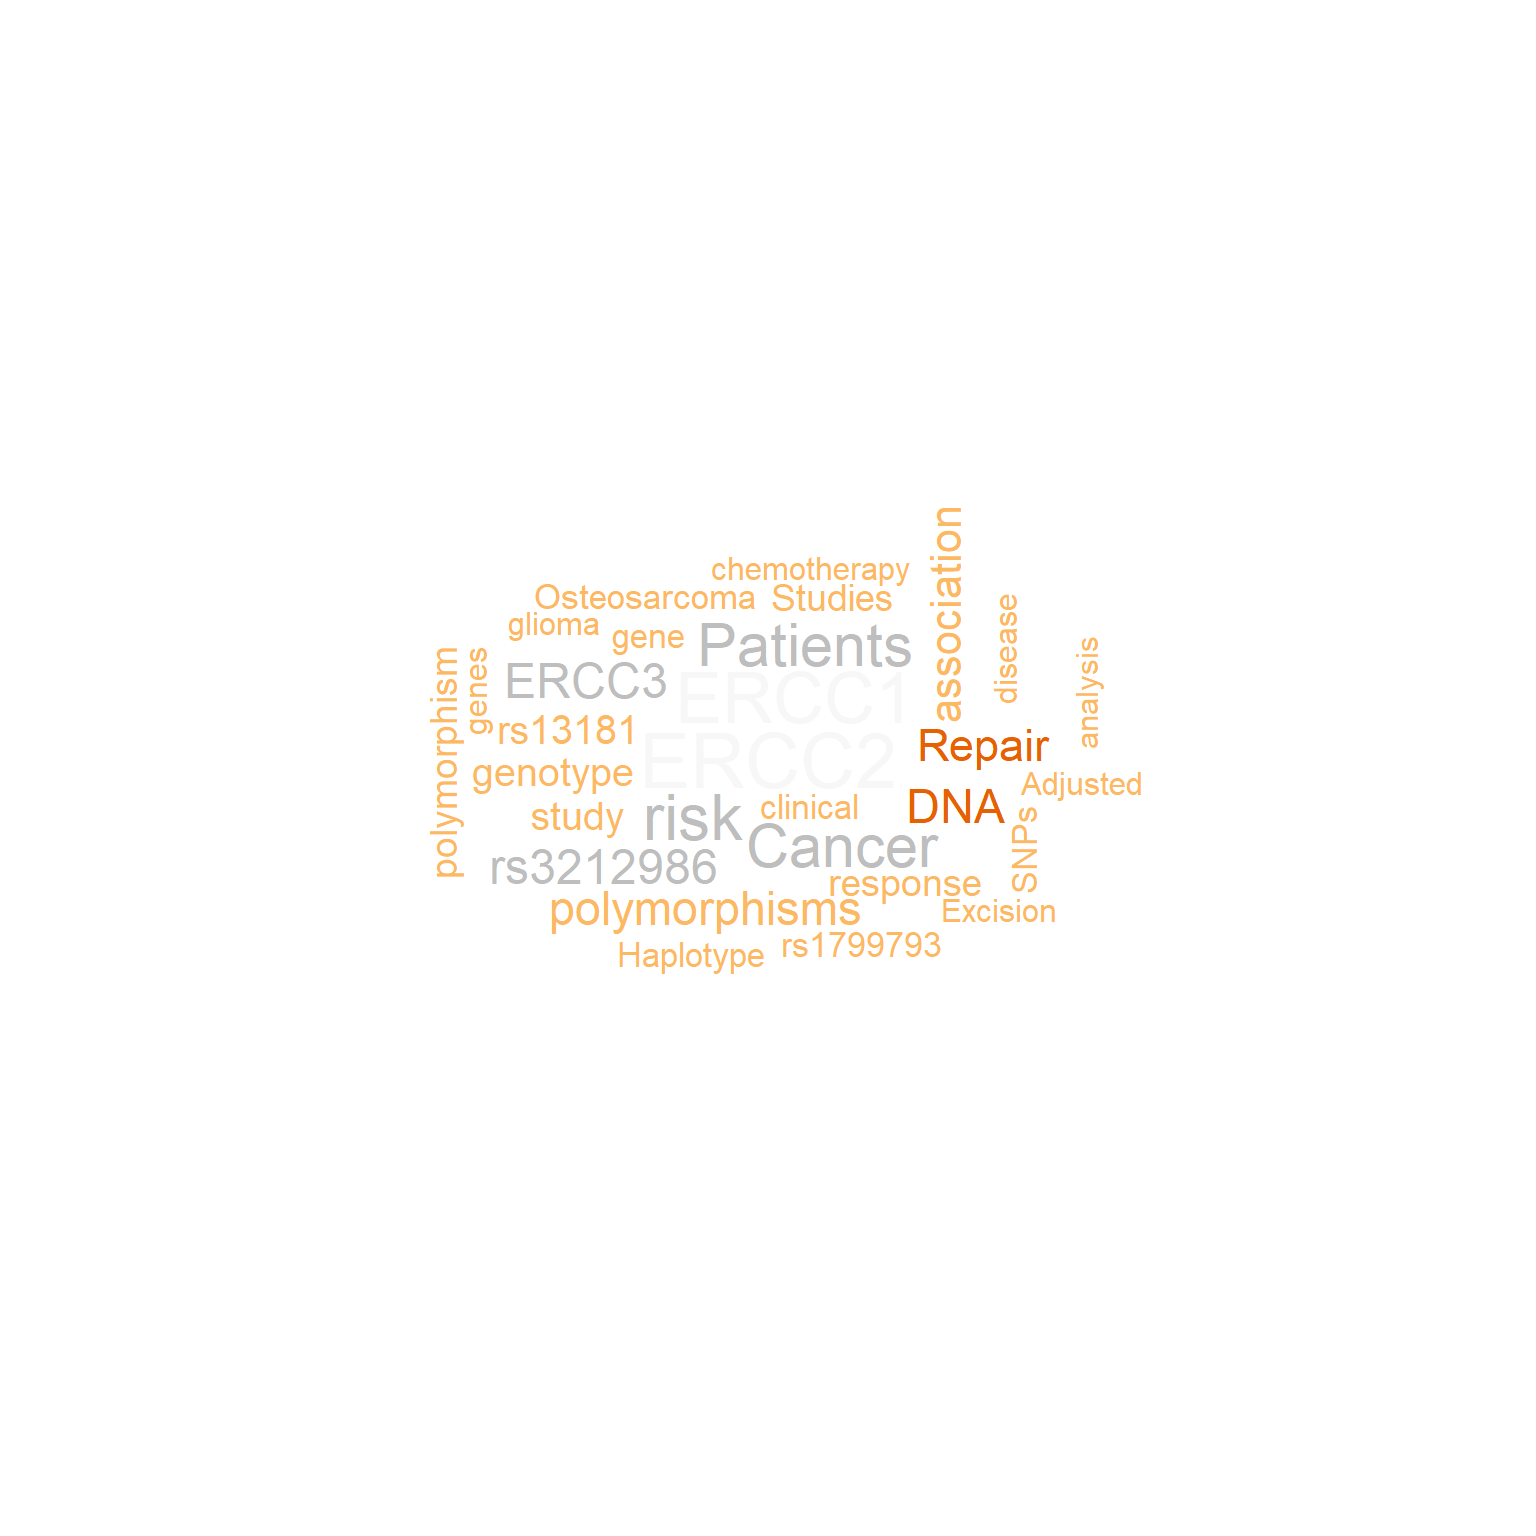 association
chemotherapy
Osteosarcoma
Studies
disease
glioma
gene
Patients
analysis
polymorphism
genes
ERCC3
ERCC1
rs13181
ERCC2
Repair
genotype
Adjusted
study
risk
clinical
DNA
Cancer
SNPs
rs3212986
response
polymorphisms
Excision
Haplotype
rs1799793